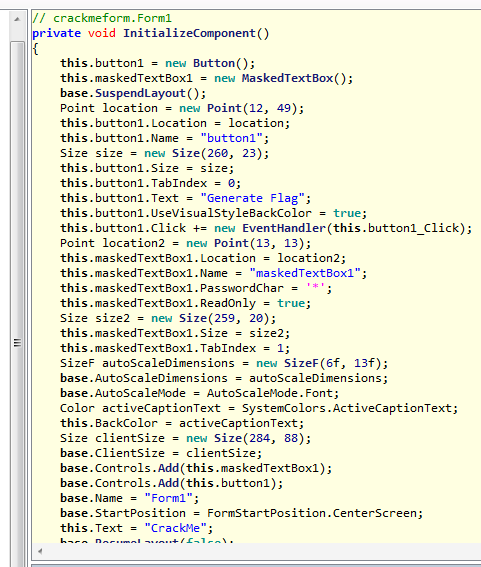 // crackmeform.Form1
private void InitializeComponent()
{
    this.button1 = new Button();
    this.maskedTextBox1 = new MaskedTextBox();
    base.SuspendLayout();
    Point location = new Point(12, 49);
    this.button1.Location = location;
    this.button1.Name = "button1";
    Size size = new Size(260, 23);
    this.button1.Size = size;
    this.button1.TabIndex = 0;
    this.button1.Text = "Generate Flag";
    this.button1.UseVisualStyleBackColor = true;
    this.button1.Click += new EventHandler(this.button1_Click);
    Point location2 = new Point(13, 13);
    this.maskedTextBox1.Location = location2;
    this.maskedTextBox1.Name = "maskedTextBox1";
    this.maskedTextBox1.PasswordChar = '*';
    this.maskedTextBox1.ReadOnly = true;
    Size size2 = new Size(259, 20);
    this.maskedTextBox1.Size = size2;
    this.maskedTextBox1.TabIndex = 1;
    SizeF autoScaleDimensions = new SizeF(6f, 13f);
    base.AutoScaleDimensions = autoScaleDimensions;
    base.AutoScaleMode = AutoScaleMode.Font;
    Color activeCaptionText = SystemColors.ActiveCaptionText;
    this.BackColor = activeCaptionText;
    Size clientSize = new Size(284, 88);
    base.ClientSize = clientSize;
    base.Controls.Add(this.maskedTextBox1);
    base.Controls.Add(this.button1);
    base.Name = "Form1";
    base.StartPosition = FormStartPosition.CenterScreen;
    this.Text = "CrackMe";
    base.ResumeLayout(false);